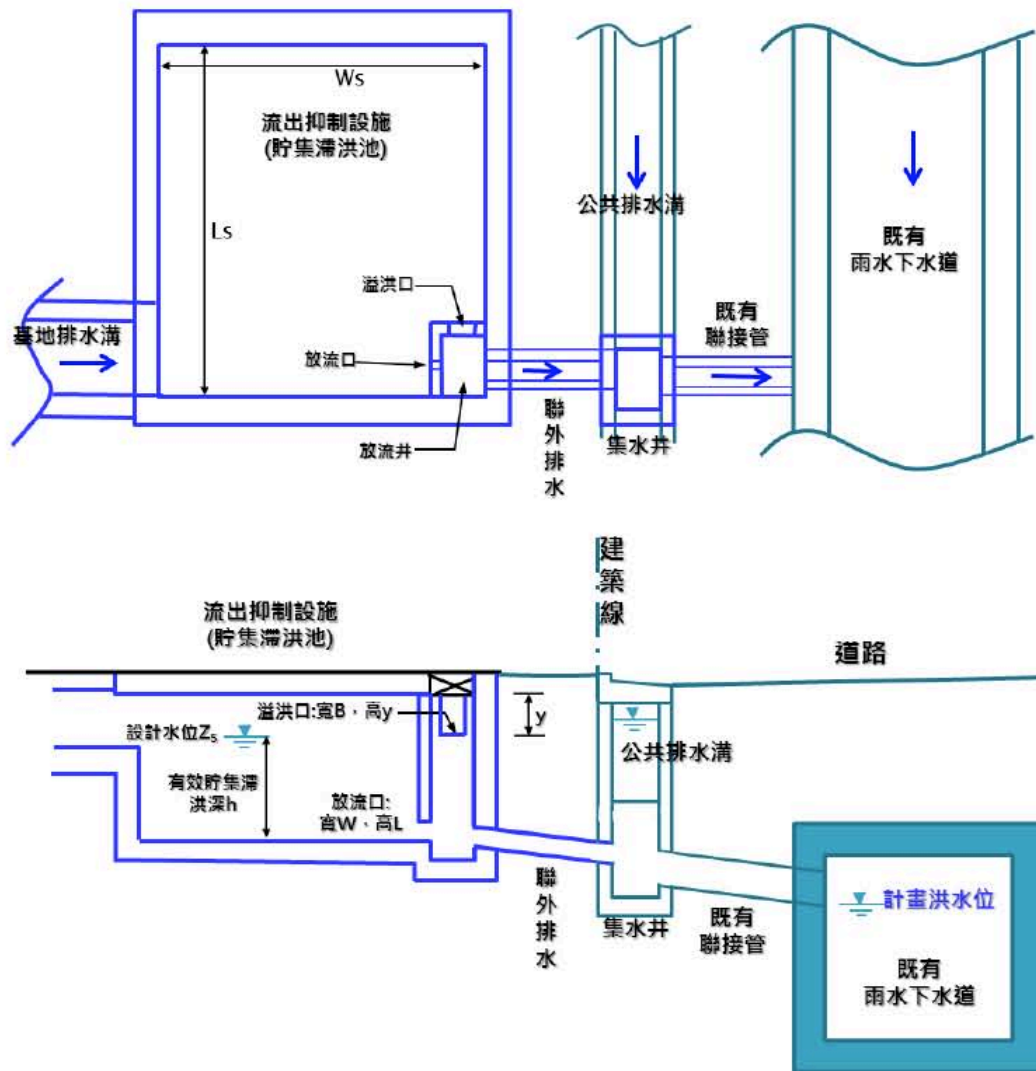 Ws
流出抑制設施
(貯集滯洪池)
Ls
公共排水溝
既有
雨水下水道
溢洪口
既有
聯接管
基地排水溝
放流口
放流井
聯外排水
集水井
建築線
流出抑制設施
(貯集滯洪池)
道路
溢洪口:寬B、高y
y
設計水位Zs
公共排水溝
有效貯集滯
洪深h
放流口:
寬W、高L
聯外排水
集水井
既有
聯接管
計畫洪水位
既有
雨水下水道